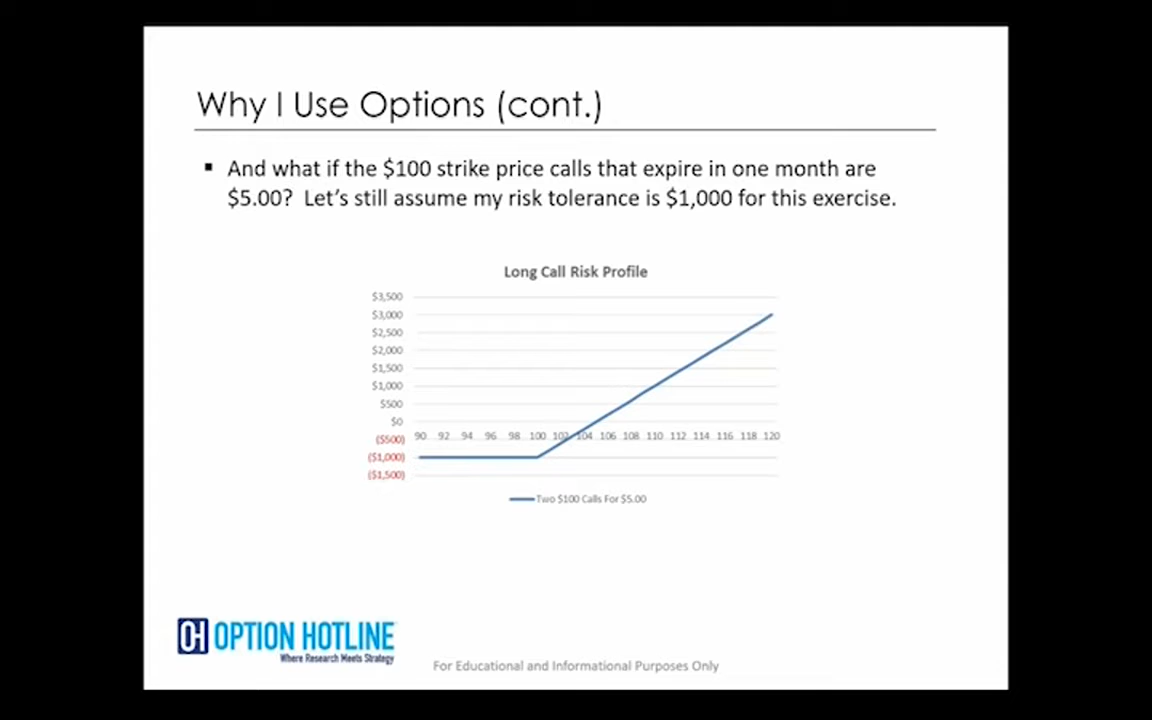 Why I Use Options (cont.)
▪ And what if the $100 strike price calls that expire in one month are
$5.00? Let's still assume my risk tolerance is $1,000 for this exercise.
Long Call Risk Profile
$3,500
$3,000
$2,500
$2,000
$1,500
$1,000
$500
$0
($500)
90 92 94 96 98 100 102 104 106 108 110 112 114 116 118 120
($1,000)
($1,500)
Two $100 Calls For $5.00
OH OPTION HOTLINE
Where Research Meets Strategy
For Educational and Informational Purposes Only